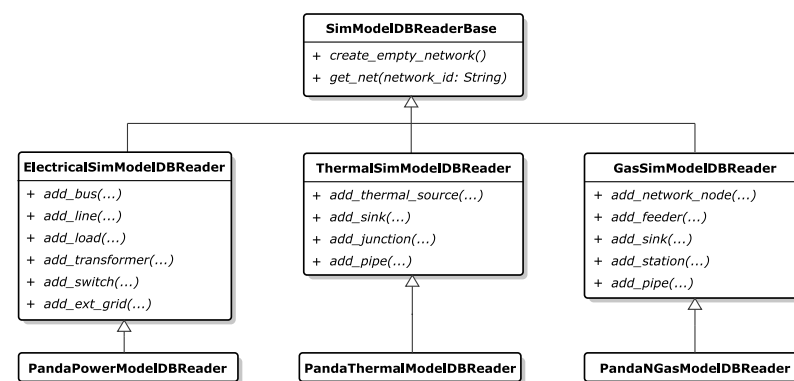 SimModelDBReaderBase
+ create_empty_network()
+ get_net(network_id: String)
ElectricalSimModelDBReader
+ add_bus(...)
+ add_line(...)
+ add_load(...)
+ add_transformer(...)
+ add_switch(...)
+ add_ext_grid(...)
ThermalSimModelDBReader
+ add_thermal_source(...)
+ add_sink(...)
+ add_junction(...)
+ add_pipe(...)
GasSimModelDBReader
+ add_network_node(...)
+ add_feeder(...)
+ add_sink(...)
+ add_station(...)
+ add_pipe(...)
PandaPowerModelDBReader
PandaThermalModelDBReader
PandaNGasModelDBReader